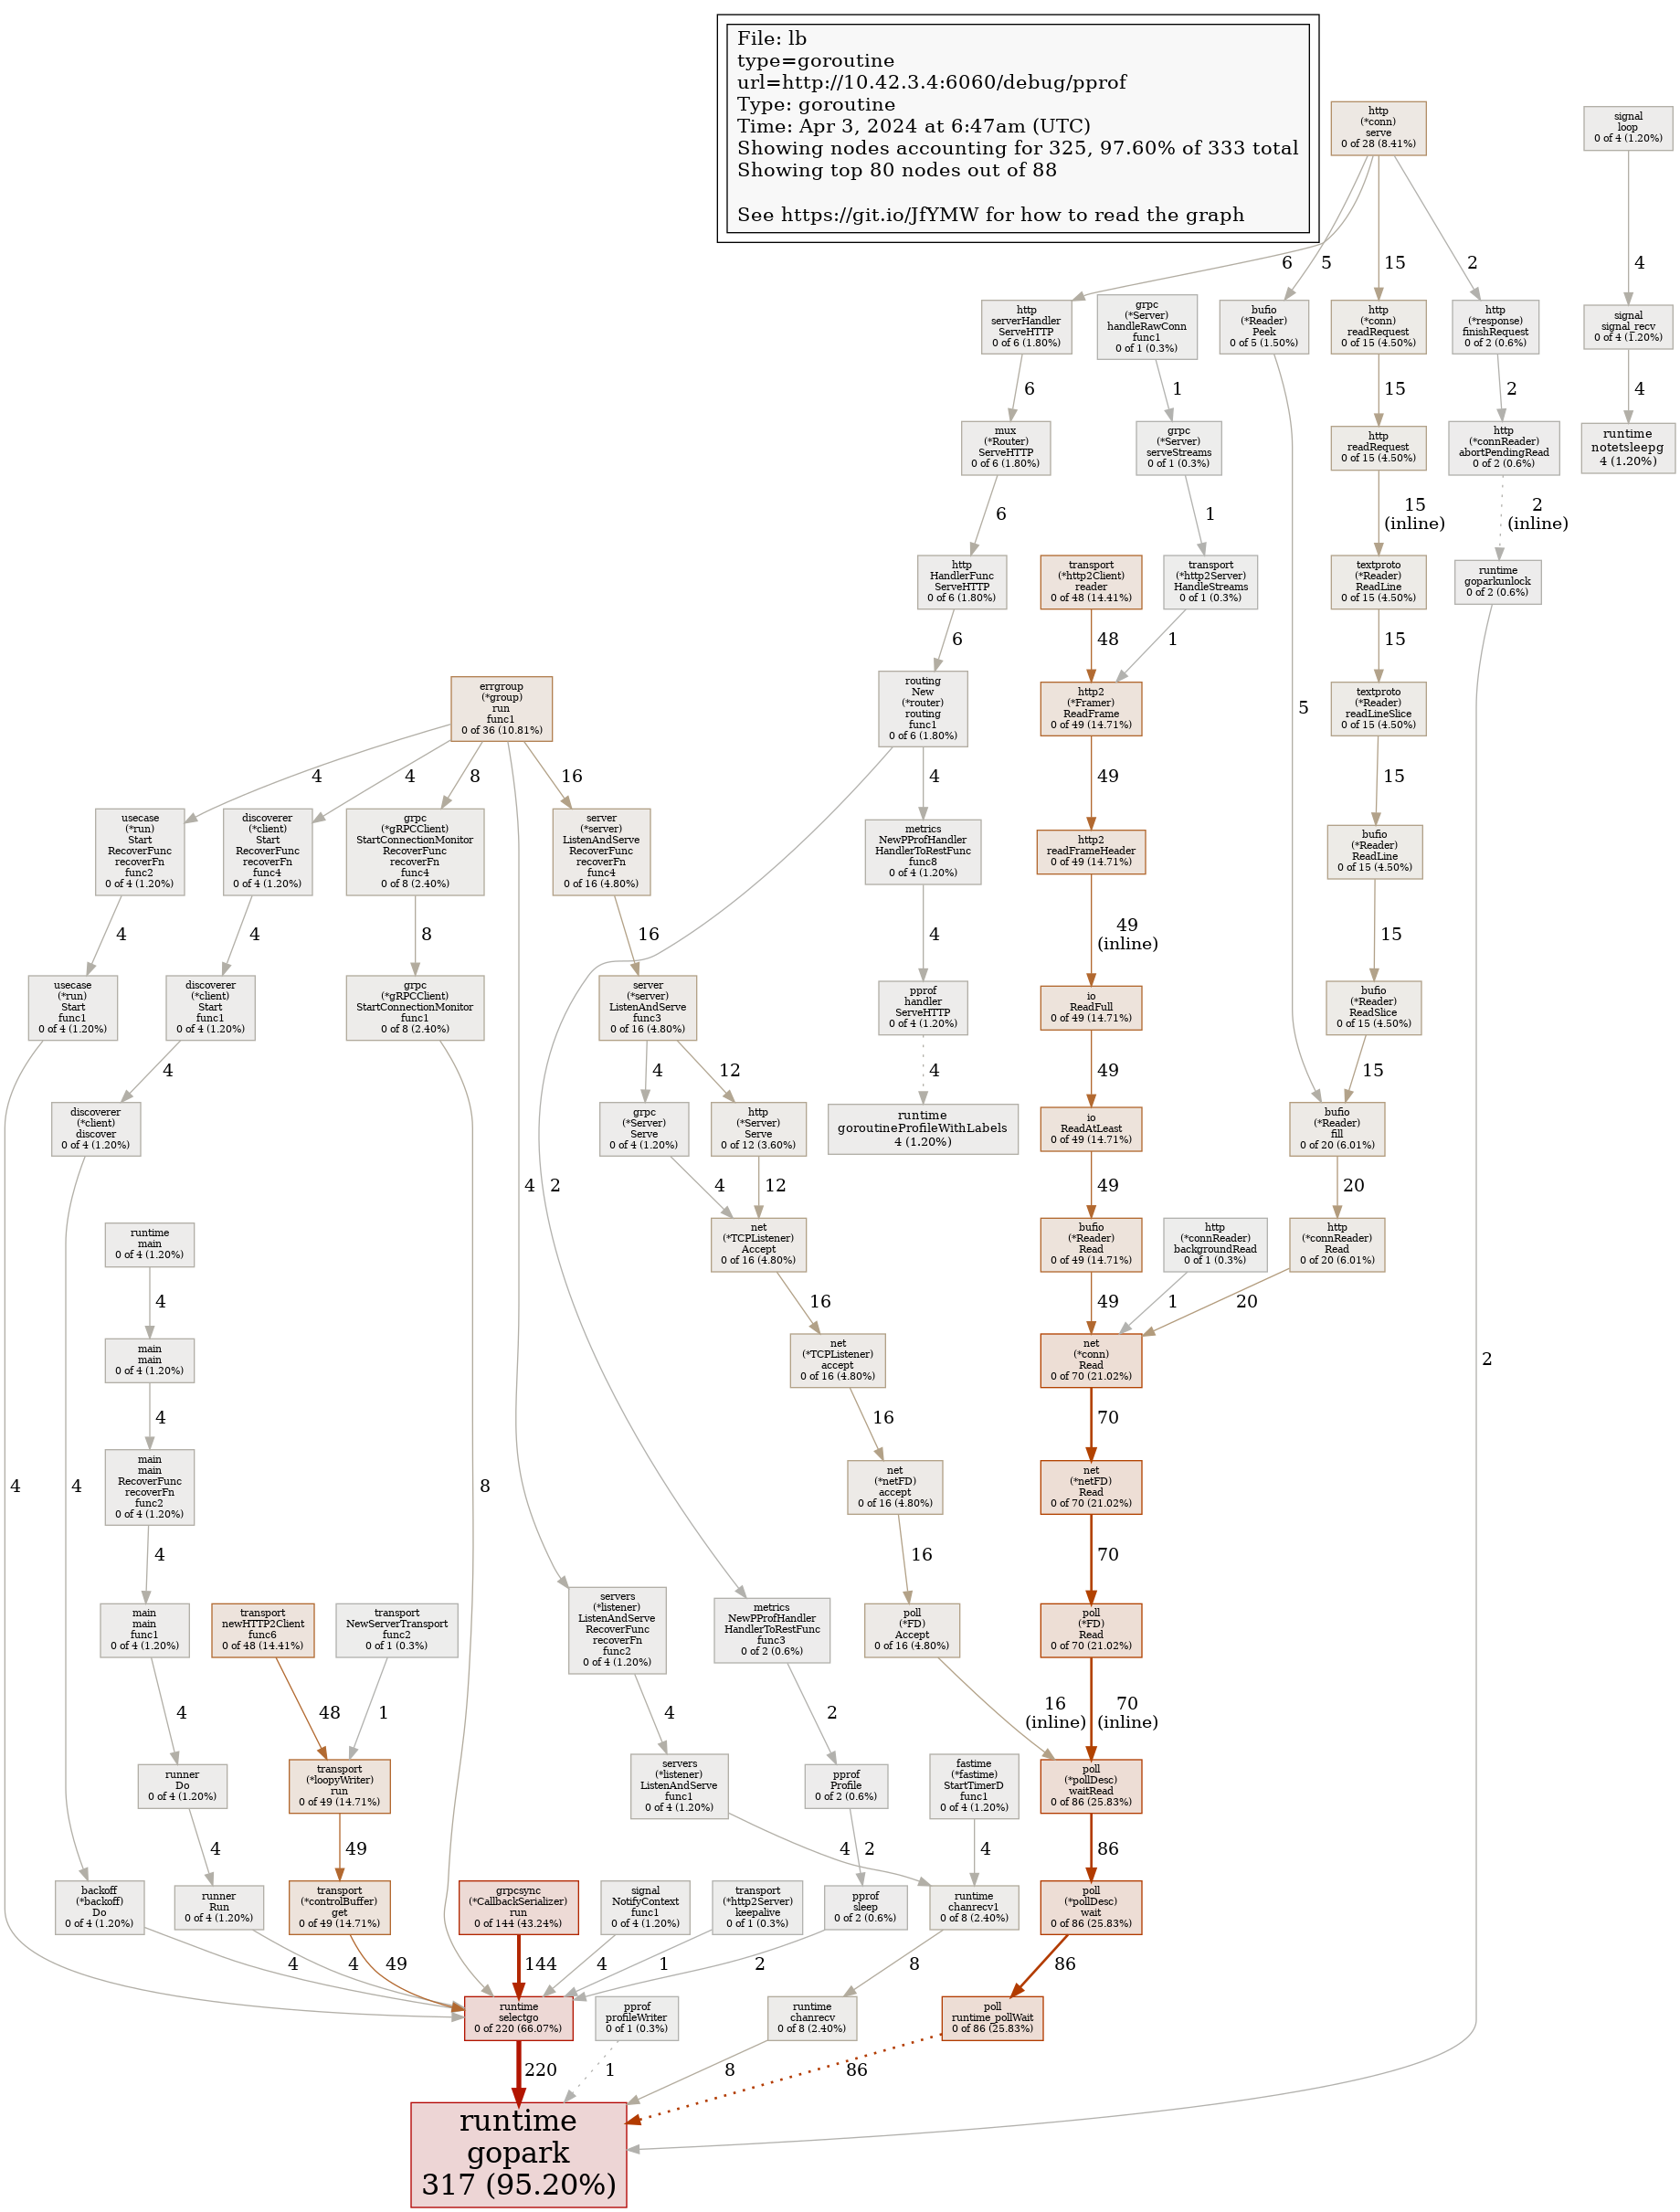 File: lb
type=goroutine
url=http://10.42.3.4:6060/debug/pprof
Type: goroutine
Time: Apr 3, 2024 at 6:47am (UTC)
Showing nodes accounting for 325, 97.60% of 333 total
Showing top 80 nodes out of 88
See https://git.io/JfYMW for how to read the graph
http
(*conn)
serve
0 of 28 (8.41%)
signal
loop
0 of 4 (1.20%)
6
5
15
2
4
http
serverHandler
ServeHTTP
0 of 6 (1.80%)
grpc
(*Server)
handleRawConn
func1
0 of 1 (0.3%)
bufio
(*Reader)
Peek
0 of 5 (1.50%)
http
(*conn)
readRequest
0 of 15 (4.50%)
http
(*response)
finishRequest
0 of 2 (0.6%)
signal
signal_recv
0 of 4 (1.20%)
6
1
15
2
4
mux
(*Router)
ServeHTTP
0 of 6 (1.80%)
grpc
(*Server)
serveStreams
0 of 1 (0.3%)
http
readRequest
0 of 15 (4.50%)
http
(*connReader)
abortPendingRead
0 of 2 (0.6%)
runtime
notetsleepg
4 (1.20%)
6
1
15
(inline)
2
(inline)
http
HandlerFunc
ServeHTTP
0 of 6 (1.80%)
transport
(*http2Client)
reader
0 of 48 (14.41%)
transport
(*http2Server)
HandleStreams
0 of 1 (0.3%)
textproto
(*Reader)
ReadLine
0 of 15 (4.50%)
runtime
goparkunlock
0 of 2 (0.6%)
6
48
1
15
errgroup
(*group)
run
func1
0 of 36 (10.81%)
routing
New
(*router)
routing
func1
0 of 6 (1.80%)
http2
(*Framer)
ReadFrame
0 of 49 (14.71%)
5
textproto
(*Reader)
readLineSlice
0 of 15 (4.50%)
4
4
8
16
4
49
15
usecase
(*run)
Start
RecoverFunc
recoverFn
func2
0 of 4 (1.20%)
discoverer
(*client)
Start
RecoverFunc
recoverFn
func4
0 of 4 (1.20%)
grpc
(*gRPCClient)
StartConnectionMonitor
RecoverFunc
recoverFn
func4
0 of 8 (2.40%)
server
(*server)
ListenAndServe
RecoverFunc
recoverFn
func4
0 of 16 (4.80%)
metrics
NewPProfHandler
HandlerToRestFunc
func8
0 of 4 (1.20%)
http2
readFrameHeader
0 of 49 (14.71%)
bufio
(*Reader)
ReadLine
0 of 15 (4.50%)
4
4
8
16
4
49
(inline)
15
usecase
(*run)
Start
func1
0 of 4 (1.20%)
discoverer
(*client)
Start
func1
0 of 4 (1.20%)
grpc
(*gRPCClient)
StartConnectionMonitor
func1
0 of 8 (2.40%)
server
(*server)
ListenAndServe
func3
0 of 16 (4.80%)
pprof
handler
ServeHTTP
0 of 4 (1.20%)
io
ReadFull
0 of 49 (14.71%)
bufio
(*Reader)
ReadSlice
0 of 15 (4.50%)
4
4
12
4
49
15
discoverer
(*client)
discover
0 of 4 (1.20%)
grpc
(*Server)
Serve
0 of 4 (1.20%)
http
(*Server)
Serve
0 of 12 (3.60%)
runtime
goroutineProfileWithLabels
4 (1.20%)
io
ReadAtLeast
0 of 49 (14.71%)
bufio
(*Reader)
fill
0 of 20 (6.01%)
4
2
4
12
49
20
runtime
main
0 of 4 (1.20%)
net
(*TCPListener)
Accept
0 of 16 (4.80%)
bufio
(*Reader)
Read
0 of 49 (14.71%)
http
(*connReader)
backgroundRead
0 of 1 (0.3%)
http
(*connReader)
Read
0 of 20 (6.01%)
4
16
49
1
20
main
main
0 of 4 (1.20%)
net
(*TCPListener)
accept
0 of 16 (4.80%)
net
(*conn)
Read
0 of 70 (21.02%)
2
4
16
70
4
4
8
main
main
RecoverFunc
recoverFn
func2
0 of 4 (1.20%)
net
(*netFD)
accept
0 of 16 (4.80%)
net
(*netFD)
Read
0 of 70 (21.02%)
4
16
70
main
main
func1
0 of 4 (1.20%)
transport
newHTTP2Client
func6
0 of 48 (14.41%)
transport
NewServerTransport
func2
0 of 1 (0.3%)
servers
(*listener)
ListenAndServe
RecoverFunc
recoverFn
func2
0 of 4 (1.20%)
metrics
NewPProfHandler
HandlerToRestFunc
func3
0 of 2 (0.6%)
poll
(*FD)
Accept
0 of 16 (4.80%)
poll
(*FD)
Read
0 of 70 (21.02%)
4
48
1
4
2
16
(inline)
70
(inline)
runner
Do
0 of 4 (1.20%)
transport
(*loopyWriter)
run
0 of 49 (14.71%)
servers
(*listener)
ListenAndServe
func1
0 of 4 (1.20%)
pprof
Profile
0 of 2 (0.6%)
fastime
(*fastime)
StartTimerD
func1
0 of 4 (1.20%)
poll
(*pollDesc)
waitRead
0 of 86 (25.83%)
4
49
4
2
4
86
backoff
(*backoff)
Do
0 of 4 (1.20%)
runner
Run
0 of 4 (1.20%)
transport
(*controlBuffer)
get
0 of 49 (14.71%)
grpcsync
(*CallbackSerializer)
run
0 of 144 (43.24%)
signal
NotifyContext
func1
0 of 4 (1.20%)
transport
(*http2Server)
keepalive
0 of 1 (0.3%)
pprof
sleep
0 of 2 (0.6%)
runtime
chanrecv1
0 of 8 (2.40%)
poll
(*pollDesc)
wait
0 of 86 (25.83%)
4
4
49
144
4
1
2
8
86
runtime
selectgo
0 of 220 (66.07%)
pprof
profileWriter
0 of 1 (0.3%)
runtime
chanrecv
0 of 8 (2.40%)
poll
runtime_pollWait
0 of 86 (25.83%)
220
1
8
86
runtime
gopark
317 (95.20%)